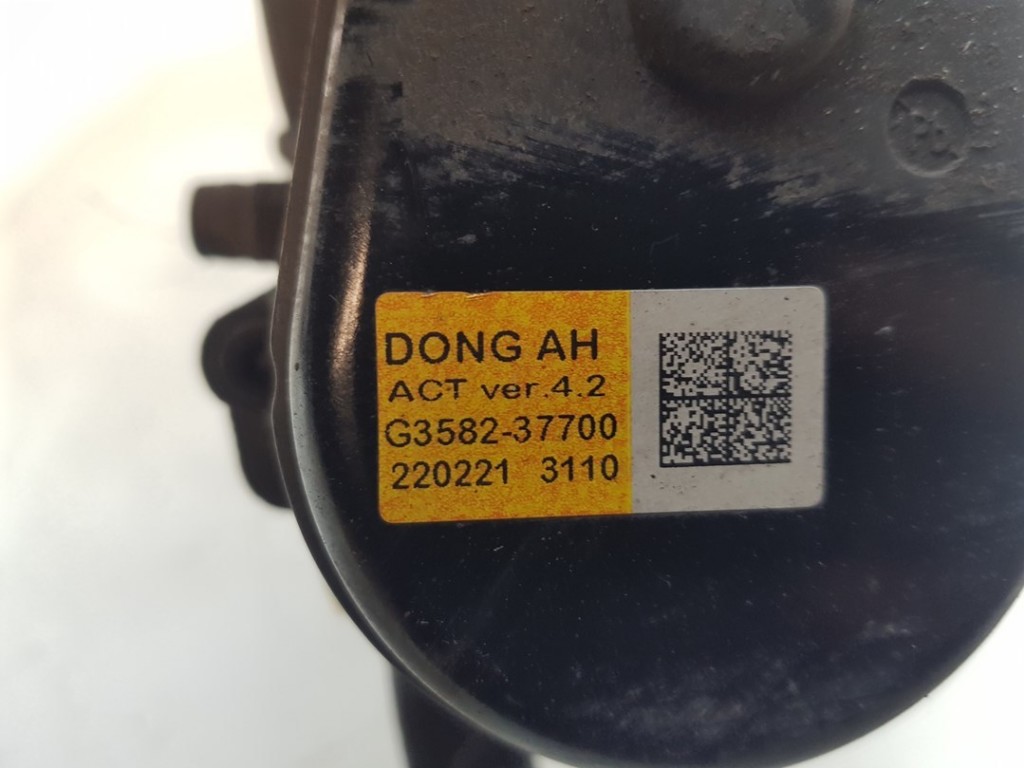 DONG AH
ACT ver.4.2
G3582-37700
220221 3110